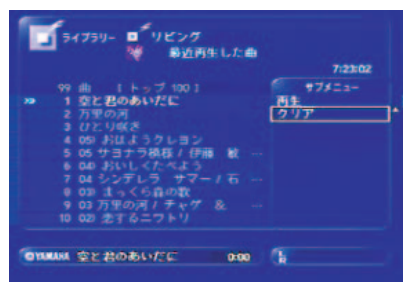 ライブラリー リビング
最近再生した曲
7:23:02
99 曲 [トップ 100]
サブメニュー
再生
クリア
1 空と君のあいだに
2 万里の河
3 ひとり咲き
4 05) おはようクレヨン
5 05 サヨナラ模様 / 伊藤 敏 ...
6 04) おいしくたべよう
7 04 シンデレラ サマー / 石 ...
8 03) まっくら森の歌
9 03 万里の河 / チャゲ & ...
10 02) 恋するニワトリ
YAMAHA 空と君のあいだに 0:00